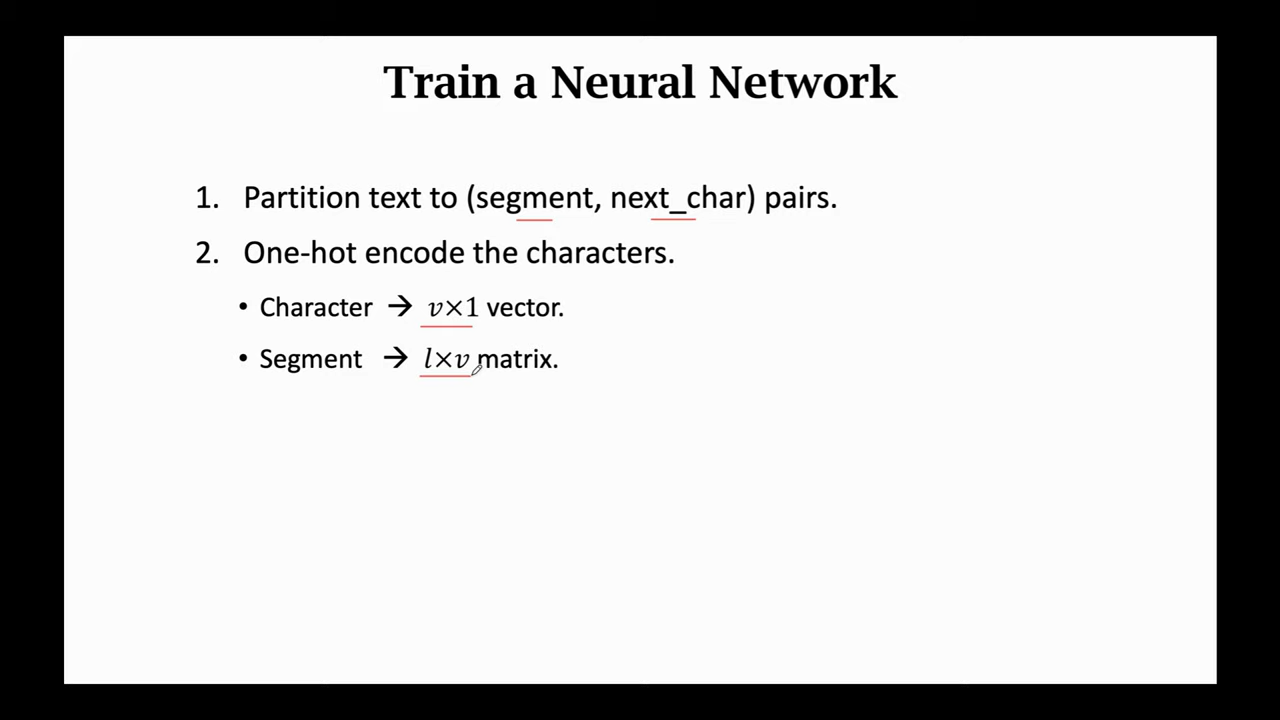 Train a Neural Network
1. Partition text to (segment, next_char) pairs.
2. One-hot encode the characters.
• Character → v×1 vector.
• Segment → l×v matrix.